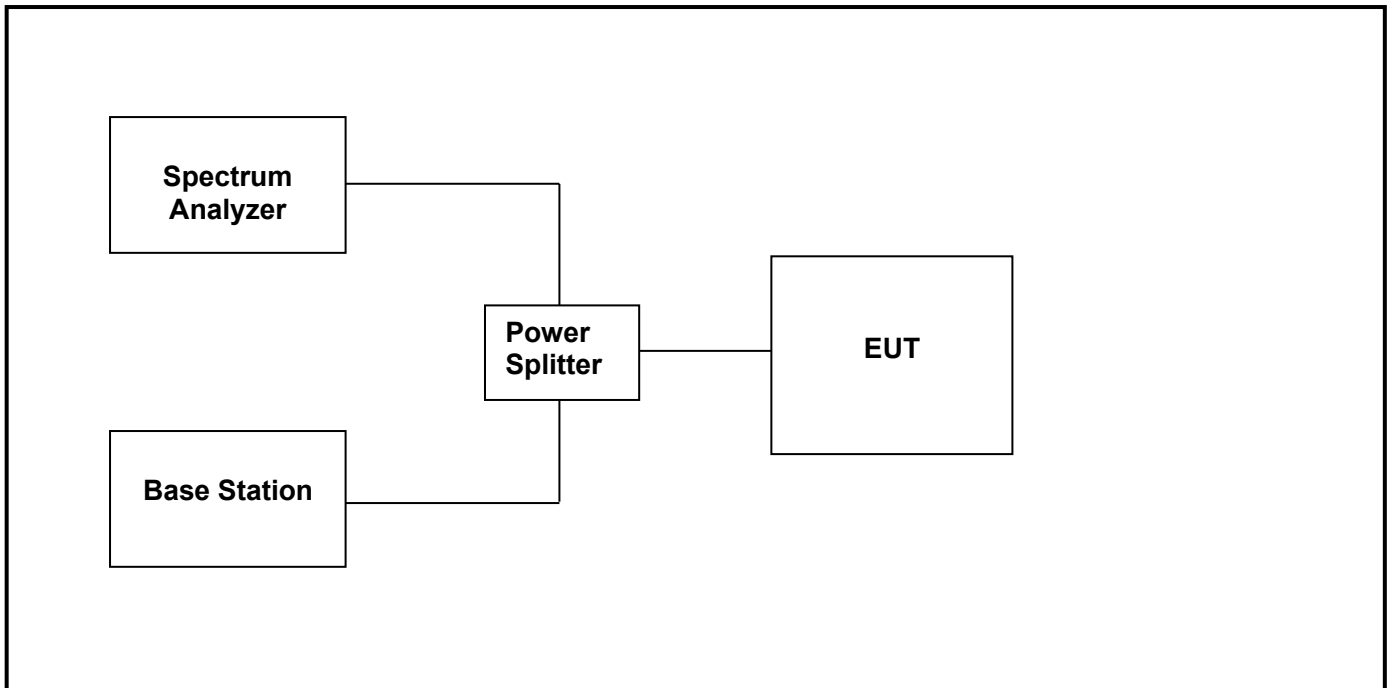 Spectrum
Analyzer
Power
Splitter
EUT
Base Station